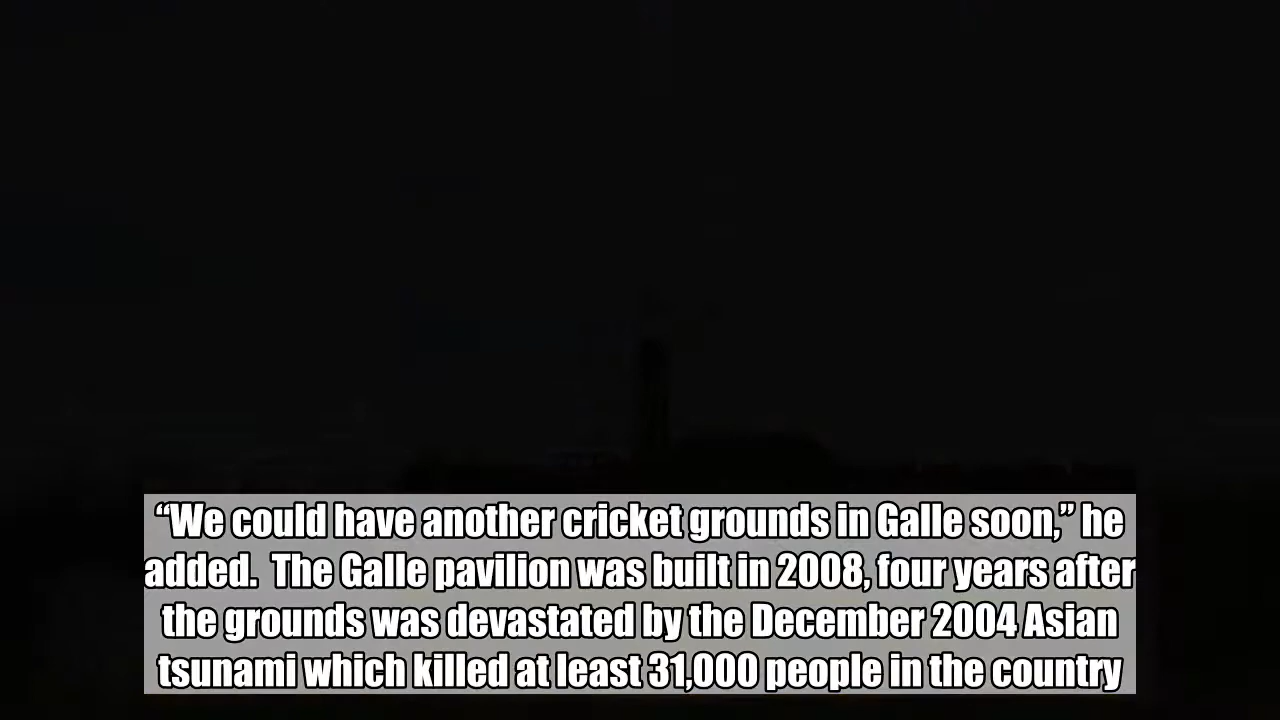 “We could have another cricket grounds in Galle soon,” he
added.  The Galle pavilion was built in 2008, four years after
the grounds was devastated by the December 2004 Asian
tsunami which killed at least 31,000 people in the country